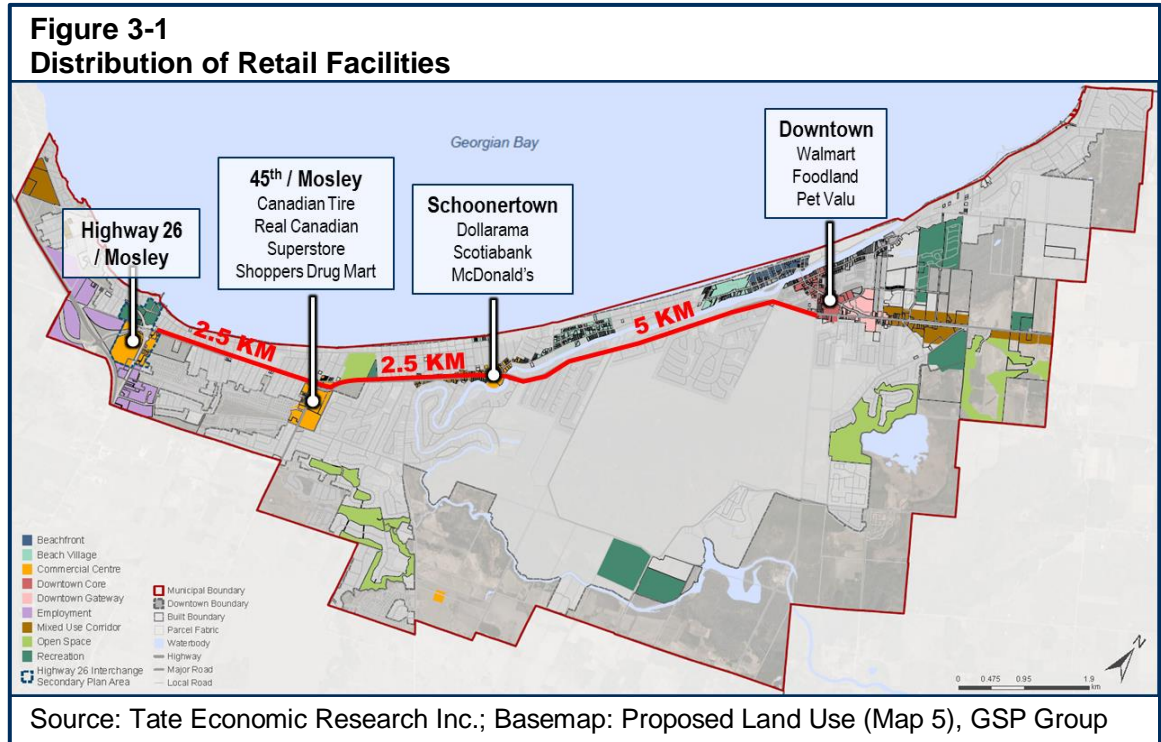 Figure 3-1
Distribution of Retail Facilities
Georgian Bay
Highway 26
/ Mosley
45th / Mosley
Canadian Tire
Real Canadian
Superstore
Shoppers Drug Mart
Schoonertown
Dollarama
Scotiabank
McDonald's
Downtown
Walmart
Foodland
Pet Valu
2.5 KM
2.5 KM
5 KM
Beachfront
Beach Village
Commercial Centre
Downtown Core
Downtown Gateway
Employment
Mixed Use Corridor
Open Space
Recreation
Highway 26 Interchange
Secondary Plan Area
Municipal Boundary
Downtown Boundary
Built Boundary
Parcel Fabric
Waterbody
Highway
Major Road
Local Road
N
0 0.475 0.95 1.9
km
Source: Tate Economic Research Inc.; Basemap: Proposed Land Use (Map 5), GSP Group